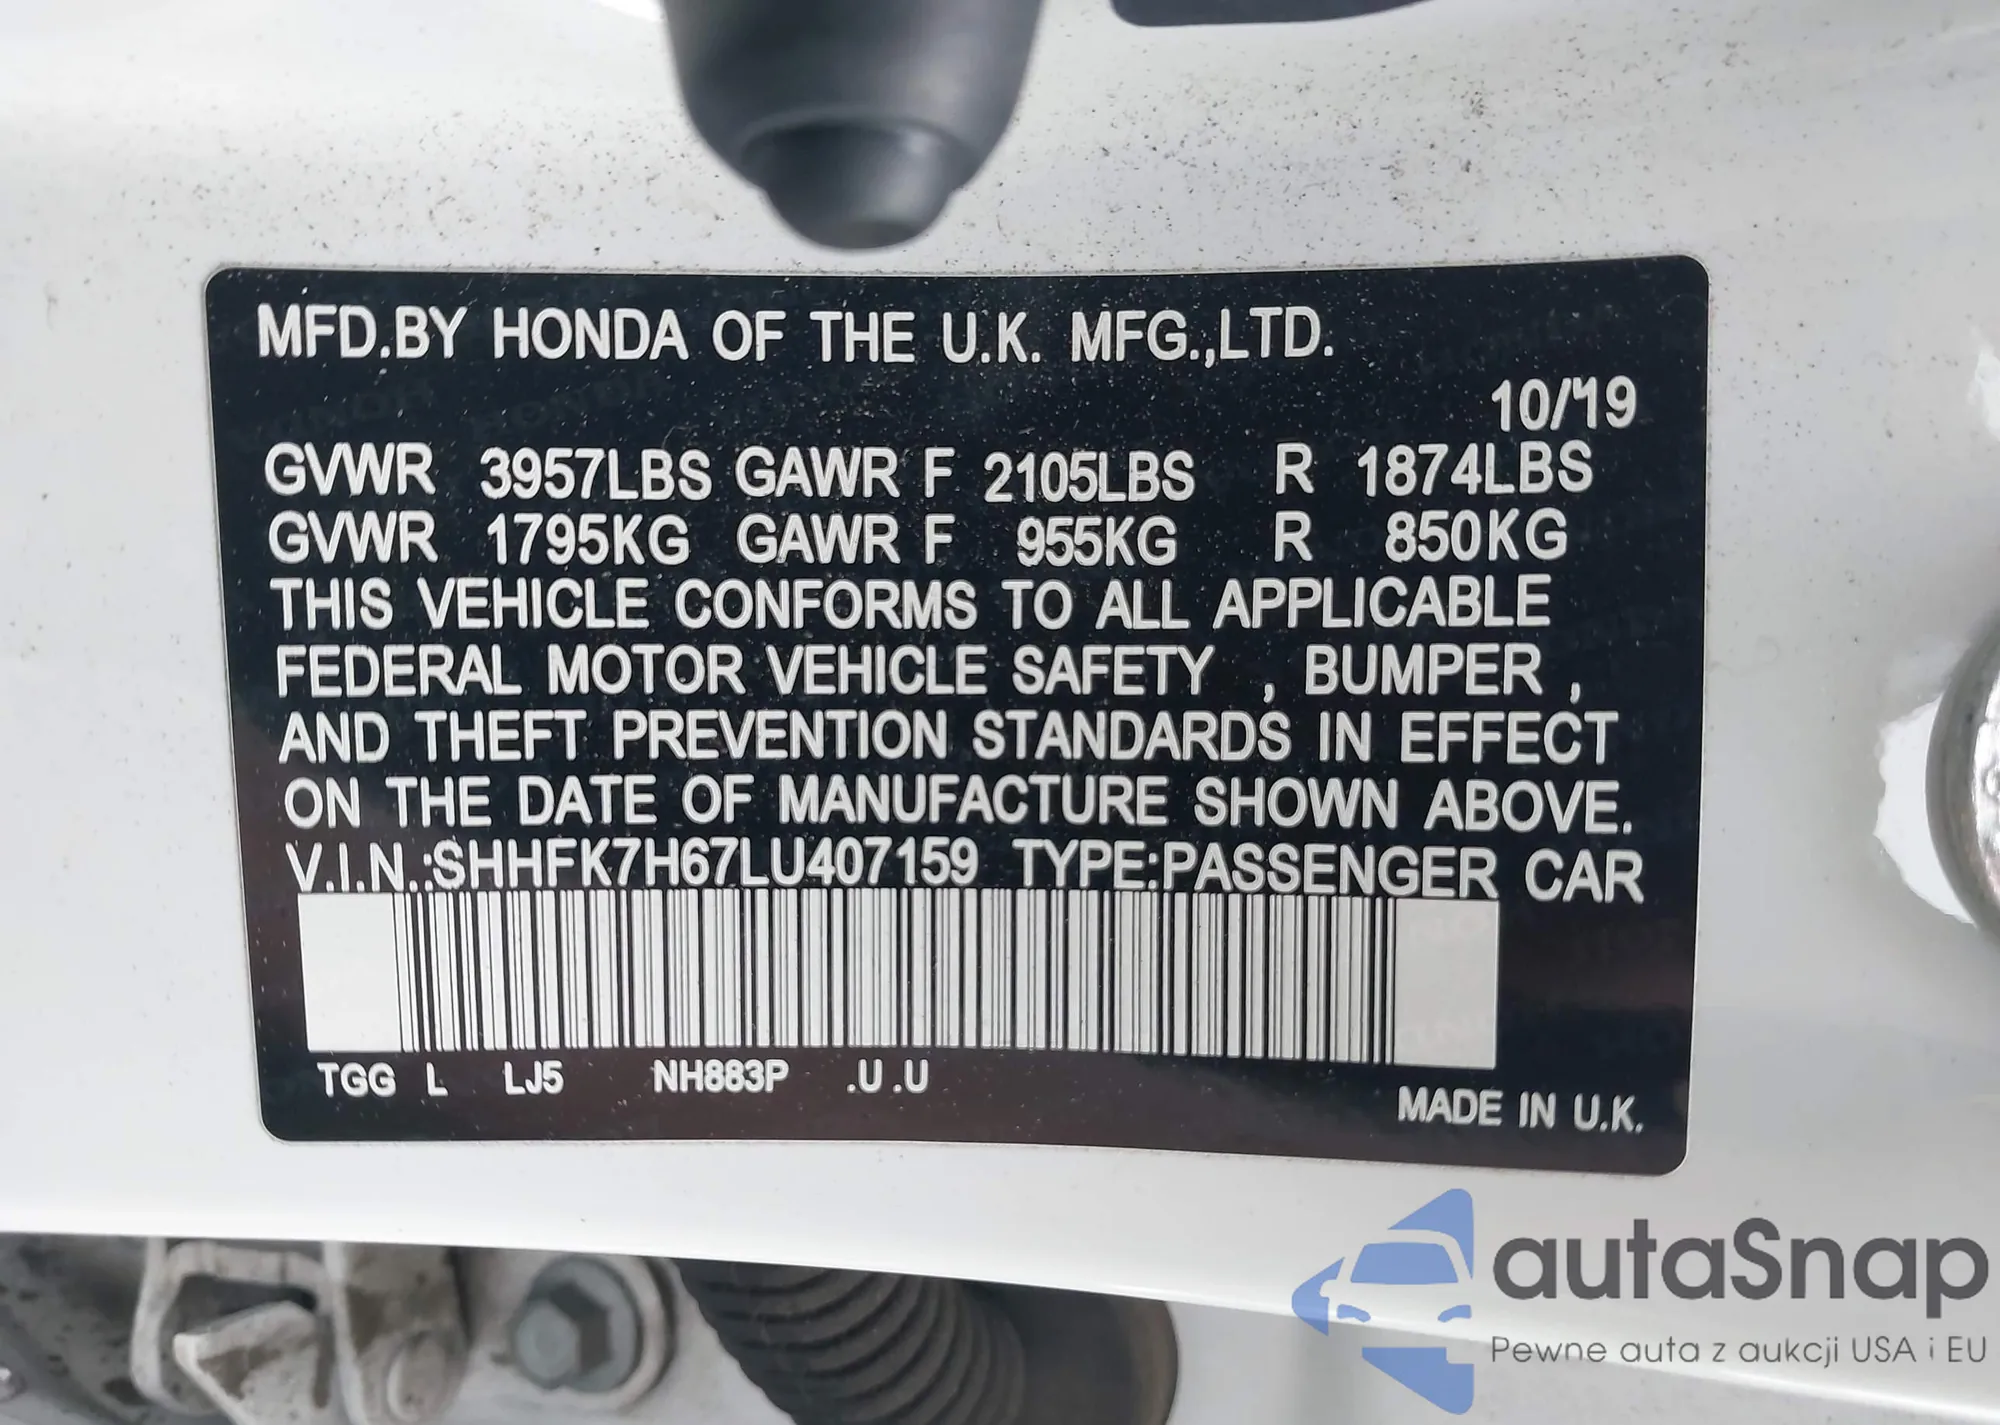 MFD.BY HONDA OF THE U.K. MFG.,LTD.
10/'19
GVWR 3957LBS GAWR F 2105LBS R 1874LBS
GVWR 1795KG GAWR F 955KG R 850KG
THIS VEHICLE CONFORMS TO ALL APPLICABLE
FEDERAL MOTOR VEHICLE SAFETY , BUMPER ,
AND THEFT PREVENTION STANDARDS IN EFFECT
ON THE DATE OF MANUFACTURE SHOWN ABOVE.
V.I.N.:SHHFK7H67LU407159 TYPE:PASSENGER CAR
TGG L LJ5 NH883P .U .U
MADE IN U.K.
autaSnap
Pewne auta z aukcji USA i EU